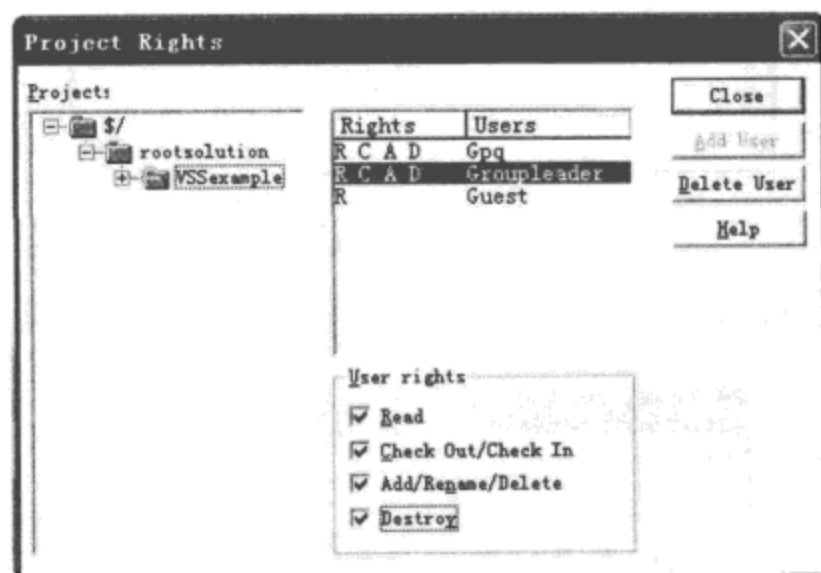 Project Rights
Project:
$/
rootsolution
VSSexample
Rights Users
R C A D Gpq
R C A D Groupleader
R Guest
Close
Add User
Delete User
Help
User rights
Read
Check Out/Check In
Add/Rename/Delete
Destroy